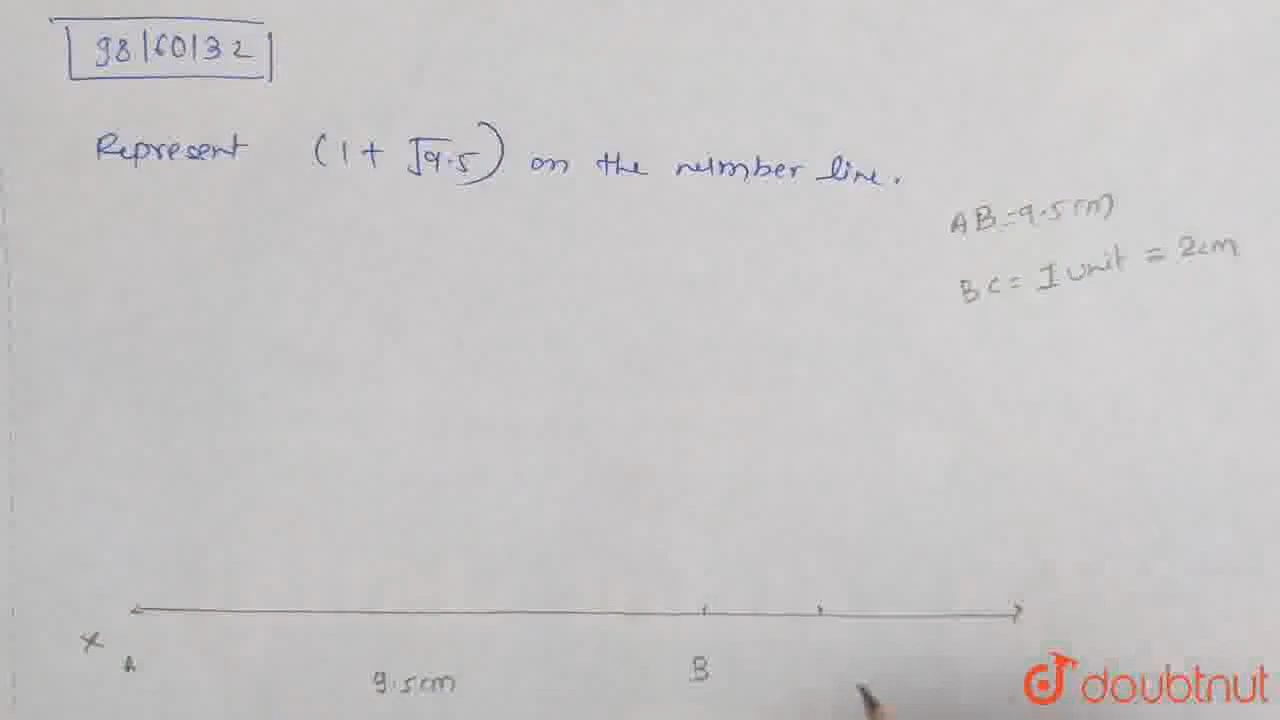 98160132
Represent (1 + √9.5) on the number line.
AB = 9.5 cm
BC = 1 unit = 2cm
X
A
9.5cm
B
doubtnut